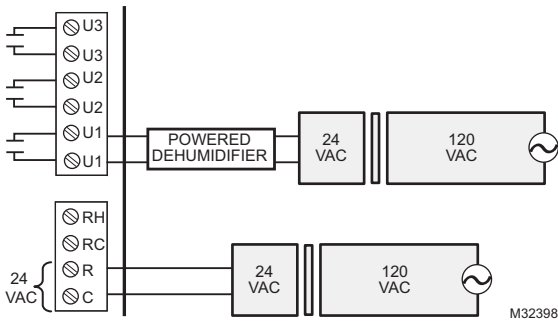 U3
U3
U2
U2
U1
U1
POWERED
DEHUMIDIFIER
24
VAC
120
VAC
RH
RC
R
C
24
VAC
24
VAC
120
VAC
M32398